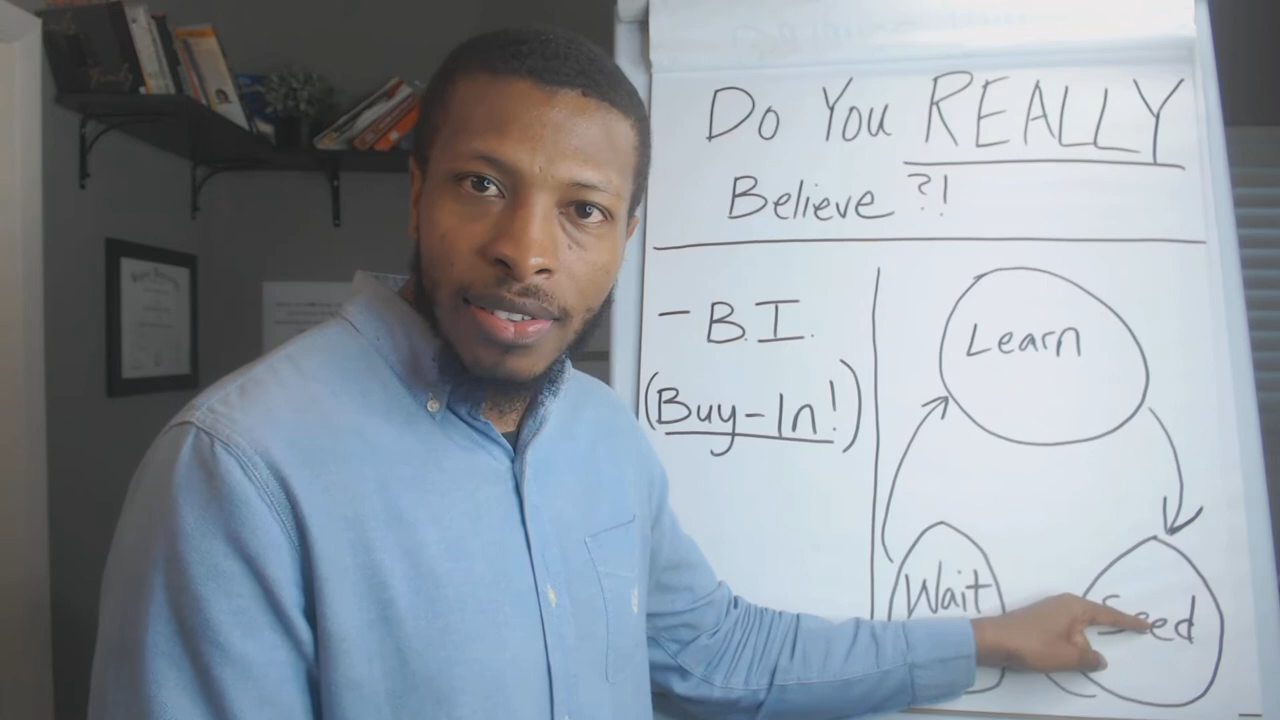 Do You REALLY
Believe ?!
- B.I.
(Buy-In!)
Learn
Wait
Seed